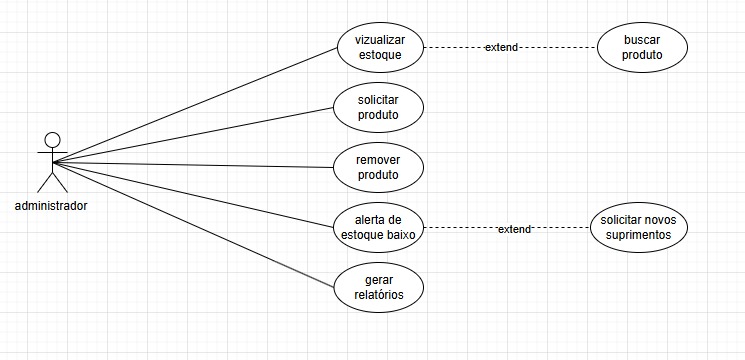 vizualizar
estoque
extend
buscar
produto
solicitar
produto
remover
produto
administrador
alerta de
estoque baixo
extend
solicitar novos
suprimentos
gerar
relatórios